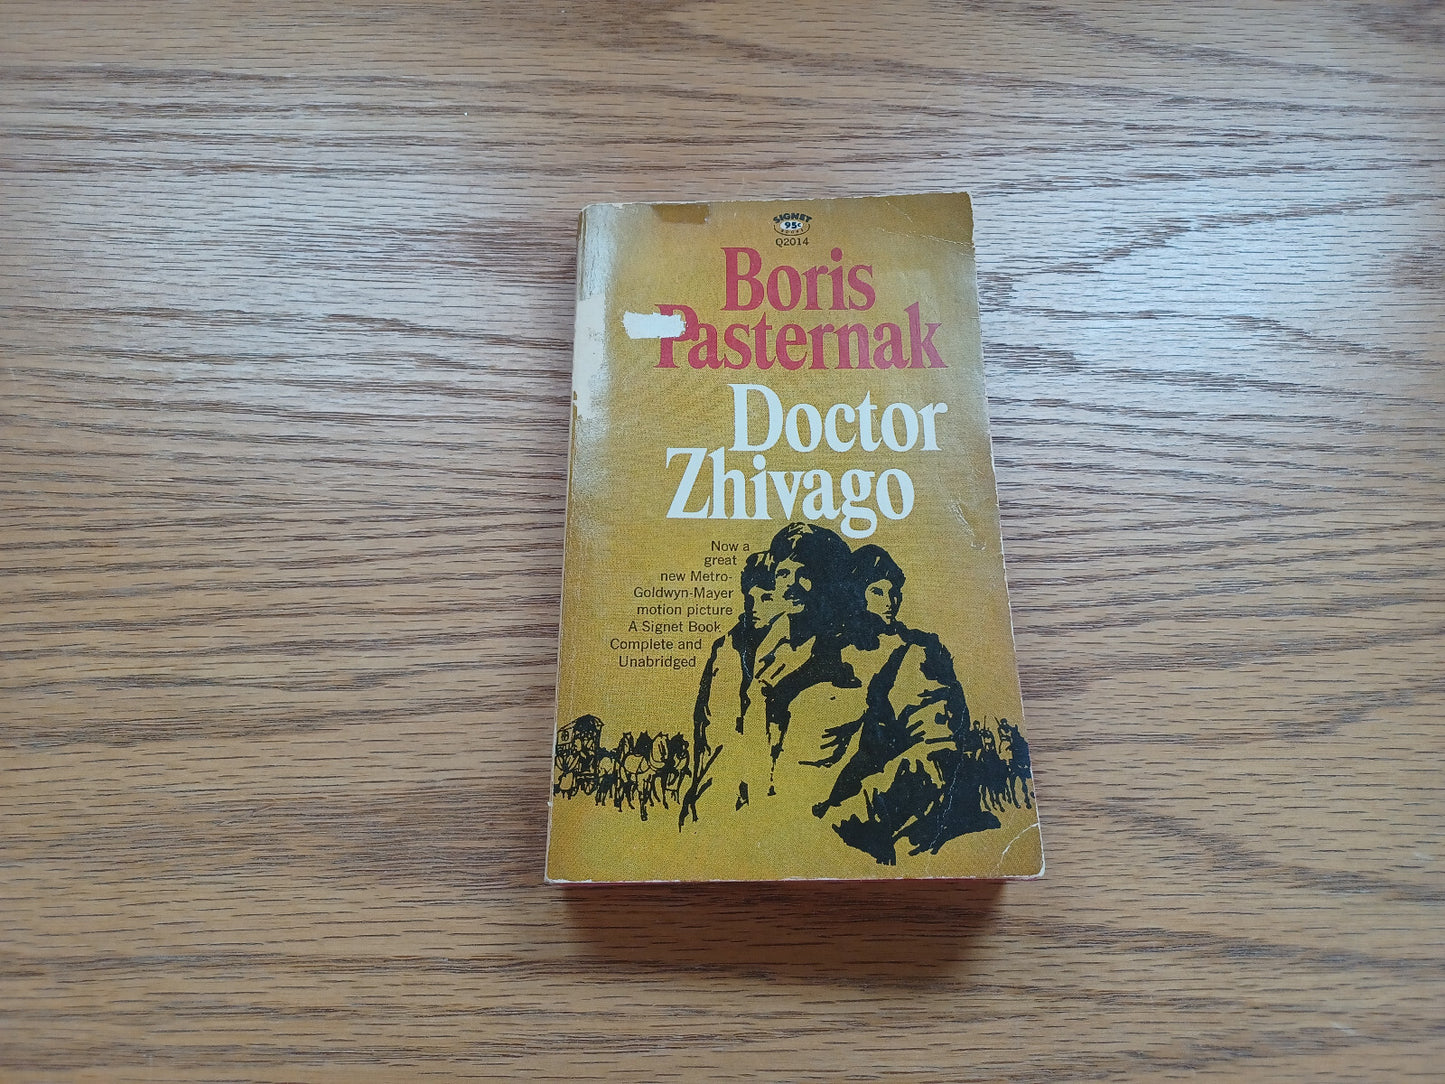 SIGNET
95¢
BOOKS
Q2014
Boris
Pasternak
Doctor
Zhivago
Now a
great
new Metro-
Goldwyn-Mayer
motion picture
A Signet Book
Complete and
Unabridged